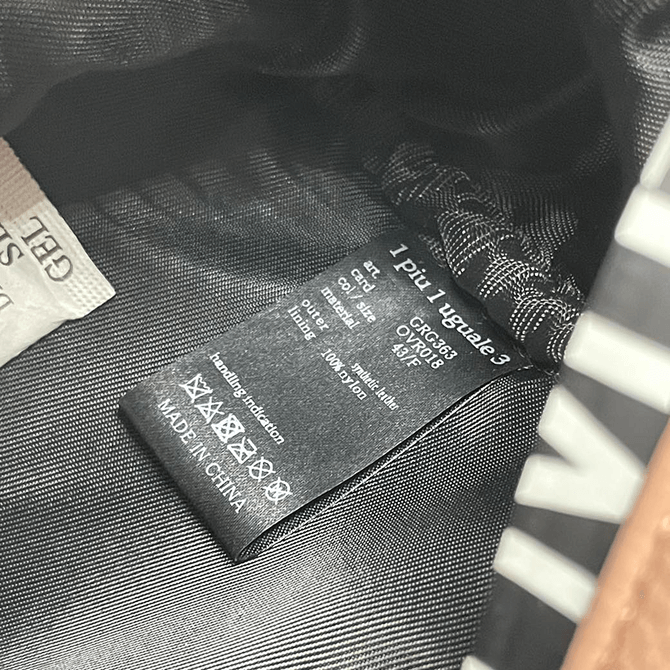 1 piu 1 uguale 3
art. GRG363
card OVR018
col / size 43/F
material
outer synthetic leather
lining 100% nylon
handling indication
MADE IN CHINA
GEL